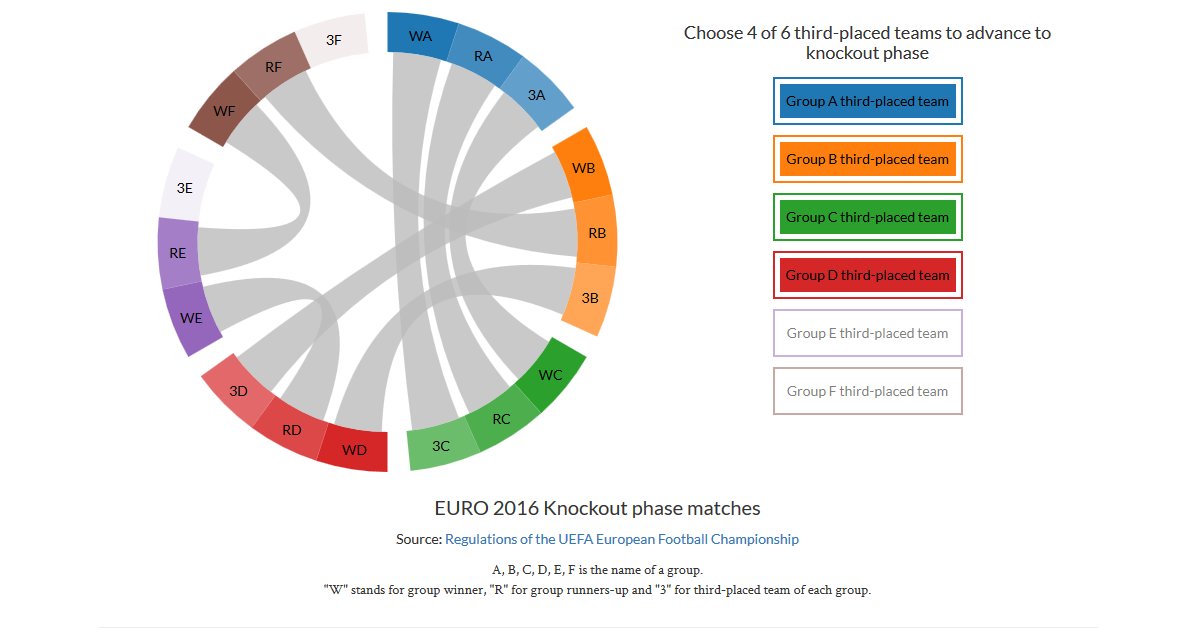 Choose 4 of 6 third-placed teams to advance to
knockout phase
WA
RA
3A
WB
RB
3B
WC
RC
3C
WD
RD
3D
WE
RE
3E
WF
RF
3F
Group A third-placed team
Group B third-placed team
Group C third-placed team
Group D third-placed team
Group E third-placed team
Group F third-placed team
EURO 2016 Knockout phase matches
Source: Regulations of the UEFA European Football Championship
A, B, C, D, E, F is the name of a group.
"W" stands for group winner, "R" for group runners-up and "3" for third-placed team of each group.